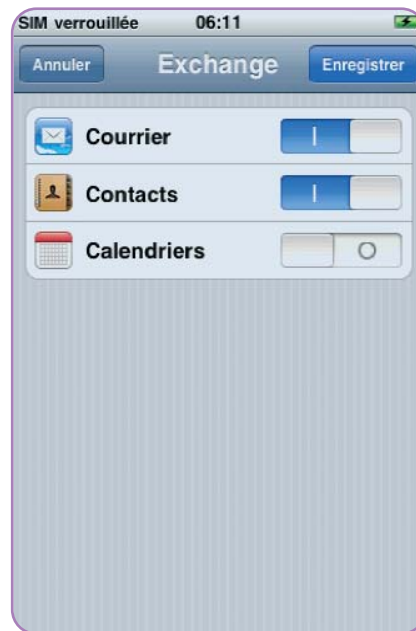 SIM verrouillée 06:11
Annuler Exchange Enregistrer
Courrier I
Contacts I
Calendriers O